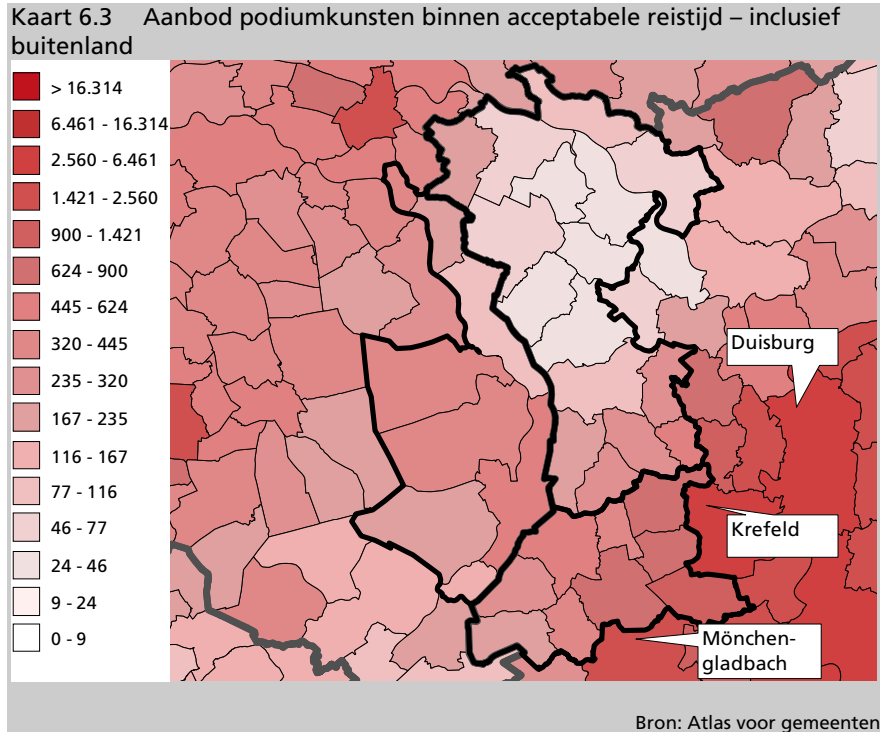 Kaart 6.3 Aanbod podiumkunsten binnen acceptabele reistijd – inclusief
buitenland
> 16.314
6.461 - 16.314
2.560 - 6.461
1.421 - 2.560
900 - 1.421
624 - 900
445 - 624
320 - 445
235 - 320
167 - 235
116 - 167
77 - 116
46 - 77
24 - 46
9 - 24
0 - 9
Duisburg
Krefeld
Mönchen-
gladbach
Bron: Atlas voor gemeenten